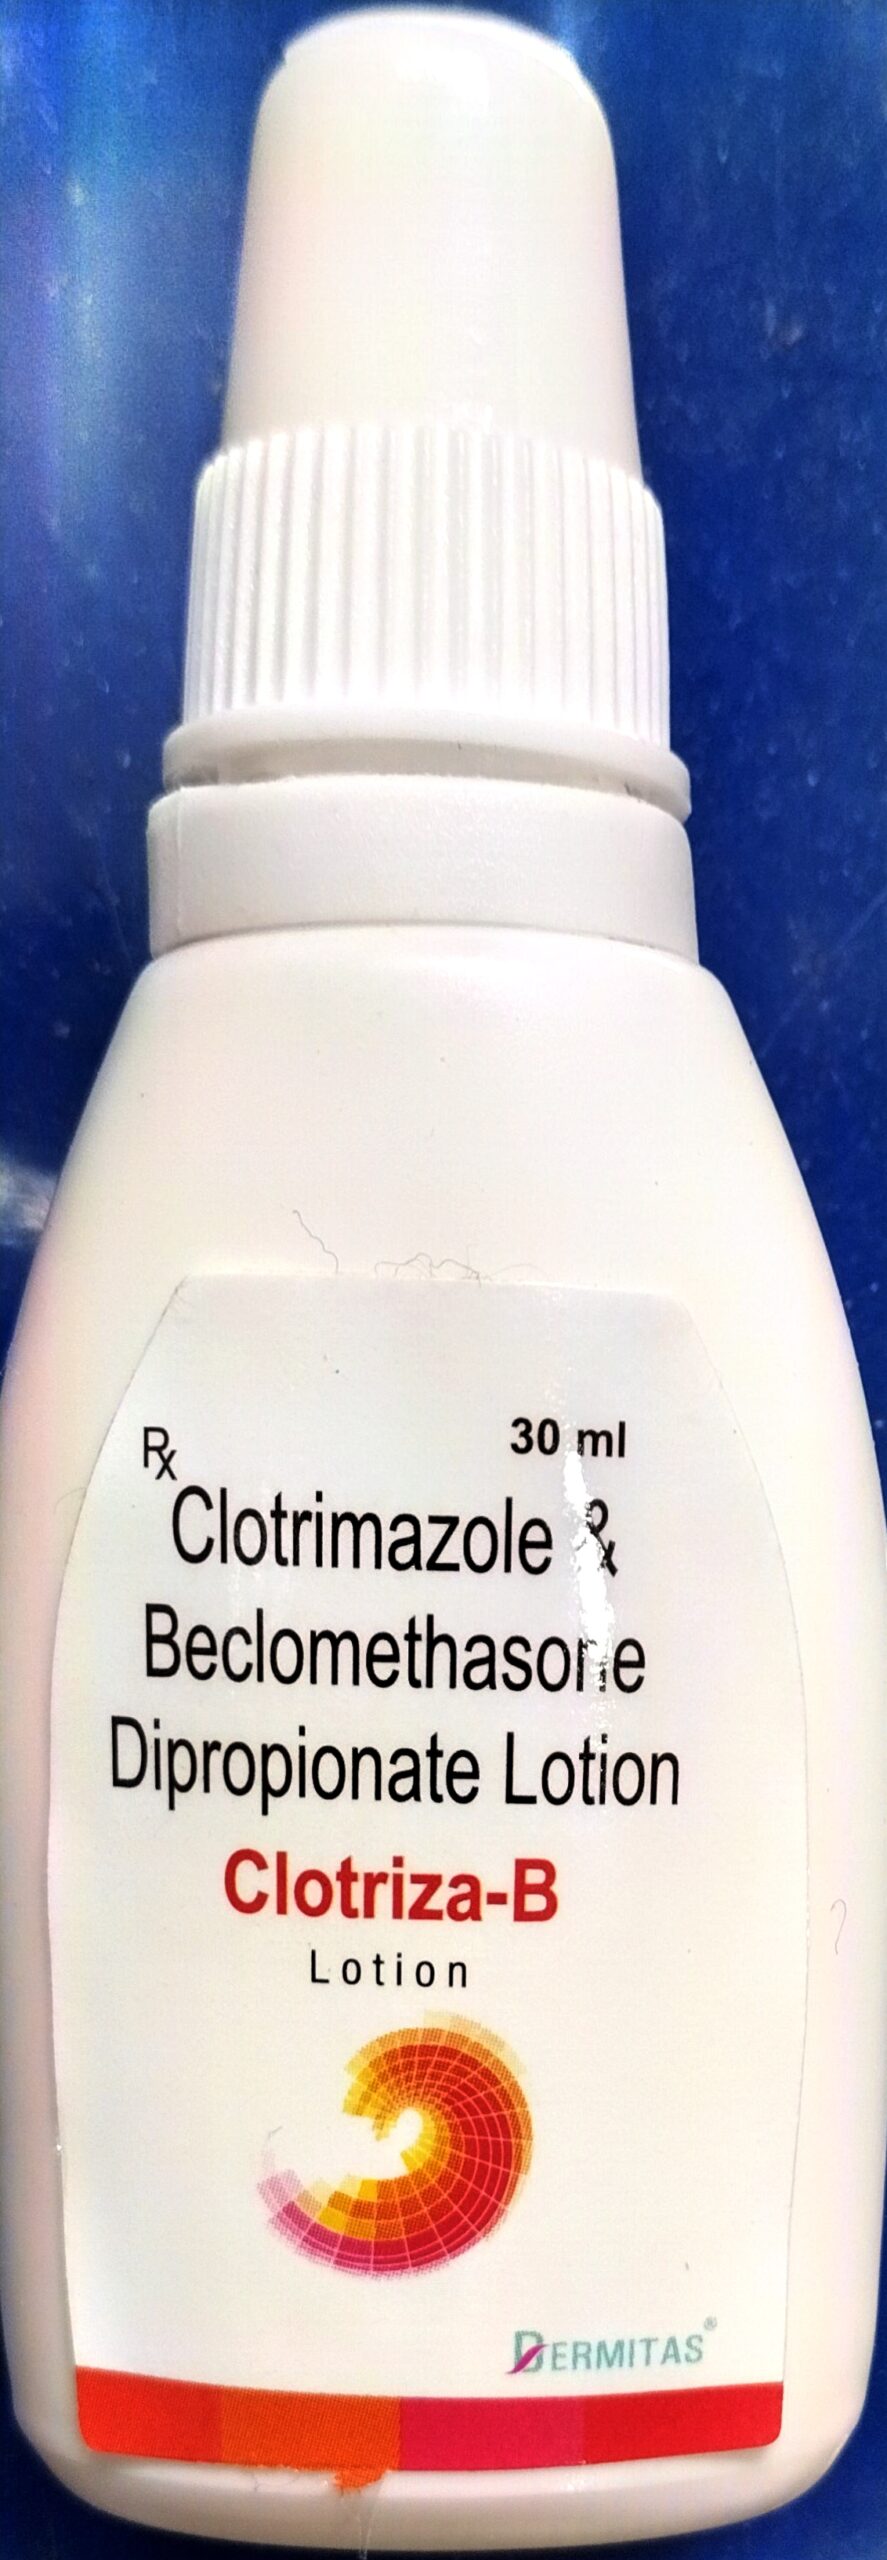 Rx 30 ml
Clotrimazole &
Beclomethasone
Dipropionate Lotion
Clotriza-B
Lotion
DERMITAS®